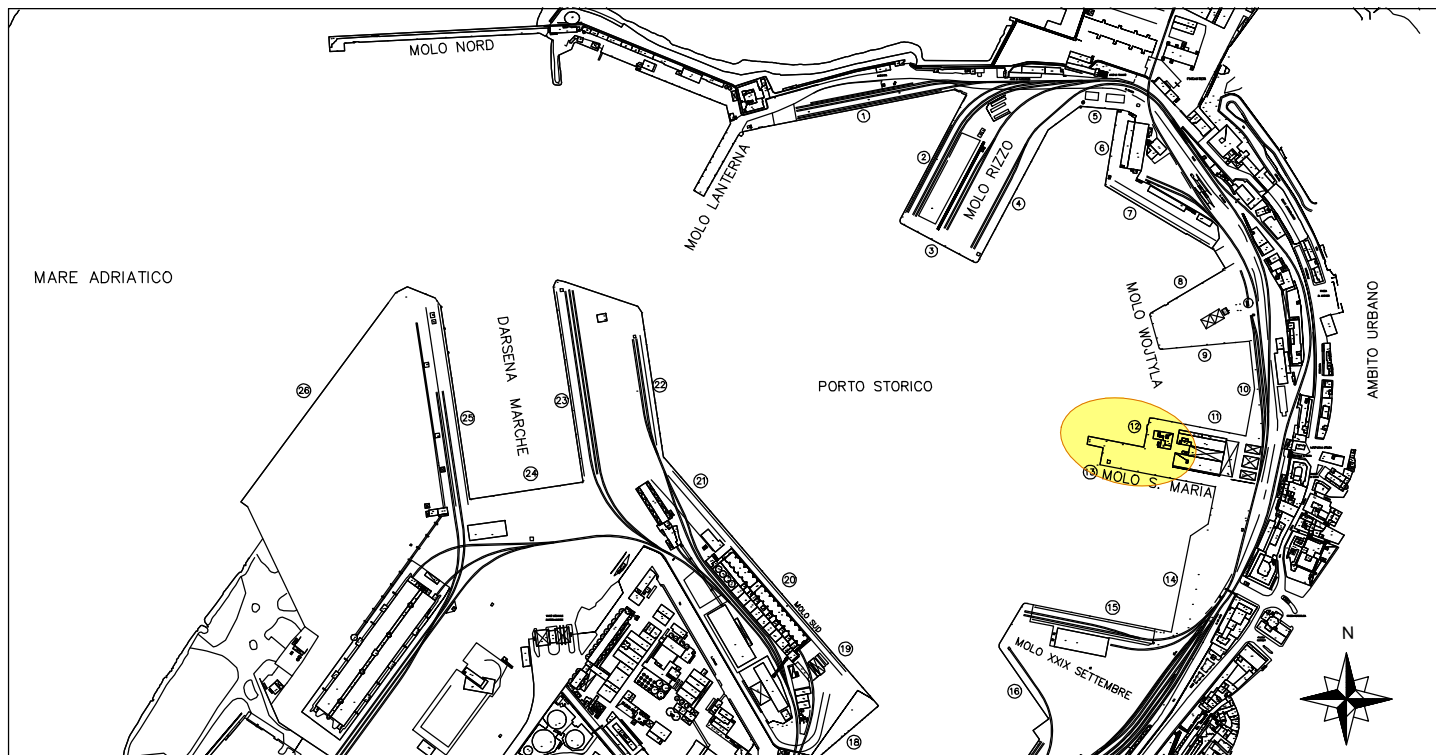 MOLO NORD
1
5
6
2
MOLO RIZZO
MOLO LANTERNA
4
7
3
MARE ADRIATICO
8
MOLO WOJTYLA
AMBITO URBANO
DARSENA MARCHE
9
22
PORTO STORICO
26
23
10
11
12
25
24
13
MOLO S. MARIA
21
14
20
15
MOLO SUD
N
19
MOLO XXIX SETTEMBRE
16
18